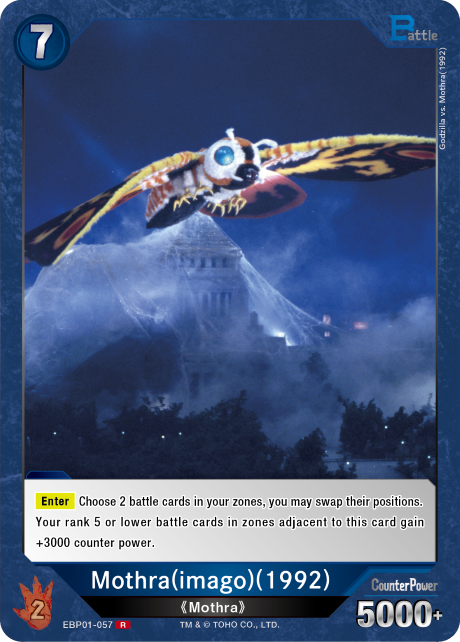 7
Battle
Godzilla vs. Mothra(1992)
Enter Choose 2 battle cards in your zones, you may swap their positions.
Your rank 5 or lower battle cards in zones adjacent to this card gain
+3000 counter power.
Mothra(imago)(1992)
CounterPower
2
《Mothra》
5000+
EBP01-057 R TM & © TOHO CO., LTD.